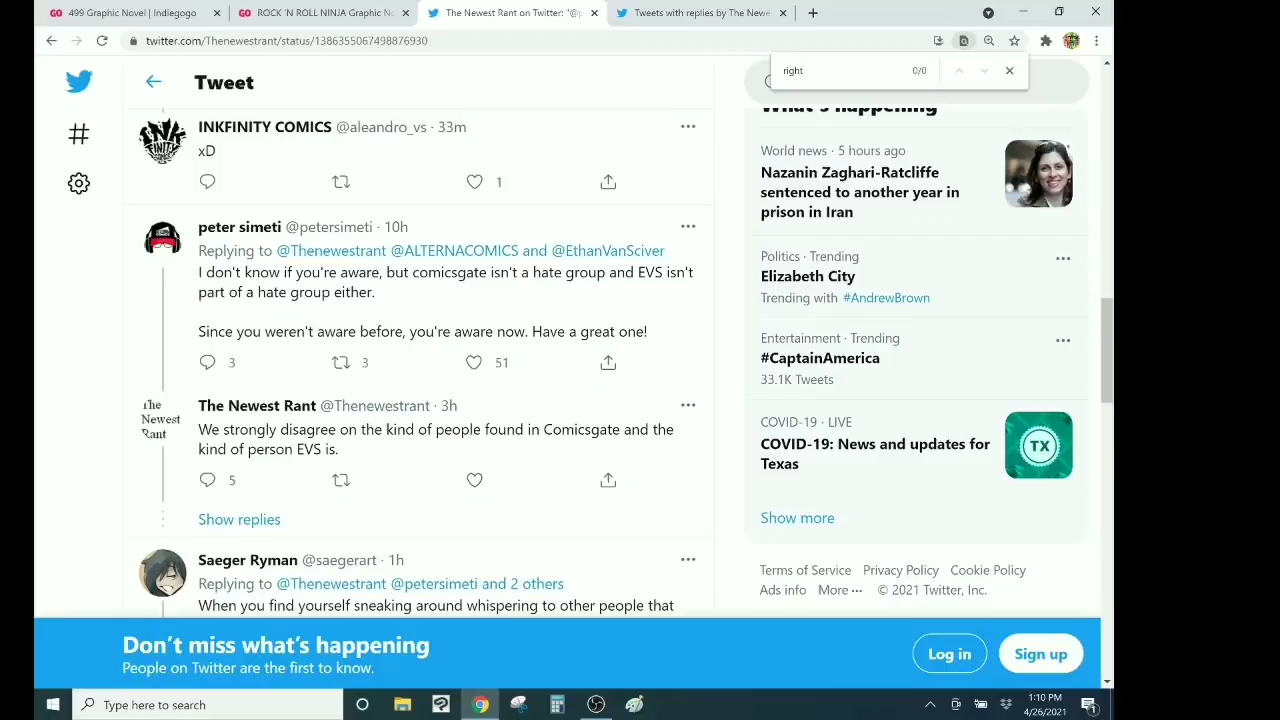 499 Graphic Novel | Indiegogo
ROCK 'N ROLL NINJA Graphic No
The Newest Rant on Twitter: "@p
Tweets with replies by The Newe
twitter.com/Thenewestrant/status/1386355067498876930
right
0/0
Tweet
INKFINITY COMICS @aleandro_vs · 33m
xD
1
peter simeti @petersimeti · 10h
Replying to @Thenewestrant @ALTERNACOMICS and @EthanVanSciver
I don't know if you're aware, but comicsgate isn't a hate group and EVS isn't
part of a hate group either.
Since you weren't aware before, you're aware now. Have a great one!
3 3 51
The
Newest
Rant
The Newest Rant @Thenewestrant · 3h
We strongly disagree on the kind of people found in Comicsgate and the
kind of person EVS is.
5
Show replies
Saeger Ryman @saegerart · 1h
Replying to @Thenewestrant @petersimeti and 2 others
When you find yourself sneaking around whispering to other people that
What's happening
World news · 5 hours ago
Nazanin Zaghari-Ratcliffe
sentenced to another year in
prison in Iran
Politics · Trending
Elizabeth City
Trending with #AndrewBrown
Entertainment · Trending
#CaptainAmerica
33.1K Tweets
COVID-19 · LIVE
COVID-19: News and updates for
Texas
TX
Show more
Terms of Service Privacy Policy Cookie Policy
Ads info More ··· © 2021 Twitter, Inc.
Don't miss what's happening
People on Twitter are the first to know.
Log in
Sign up
Type here to search
1:10 PM
4/26/2021
1